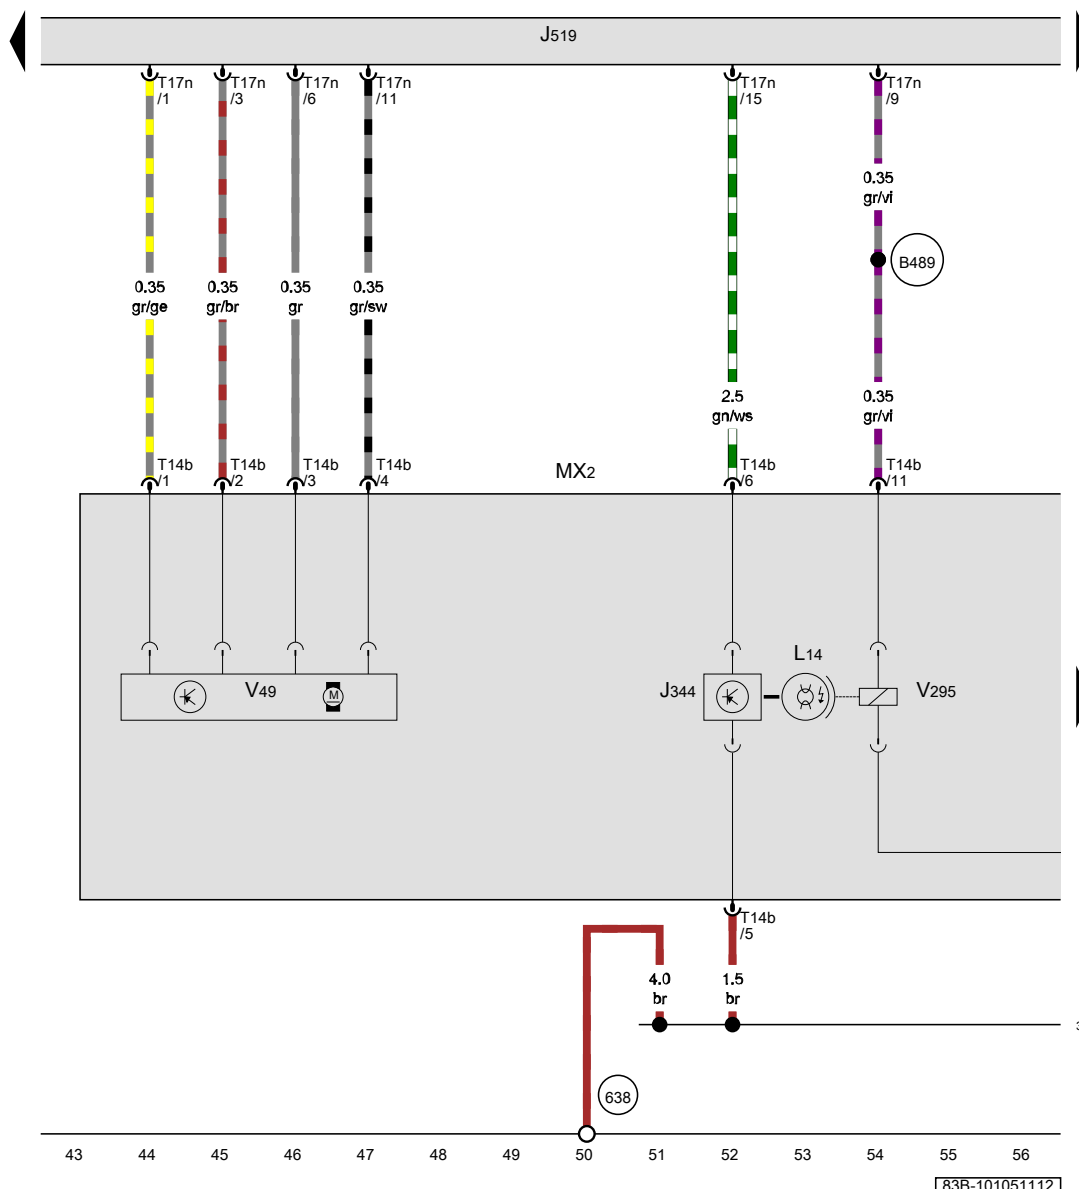 J519
T17n T17n T17n T17n T17n T17n
/1 /3 /6 /11 /15 /9
0.35
gr/vi
B489
0.35 0.35 0.35 0.35
gr/ge gr/br gr gr/sw
2.5 0.35
gn/ws gr/vi
T14b T14b T14b T14b MX2 T14b T14b
/1 /2 /3 /4 /6 /11
L14
V49 M J344 V295
T14b
/5
4.0 1.5
br br
638
43 44 45 46 47 48 49 50 51 52 53 54 55 56
83B-101051112